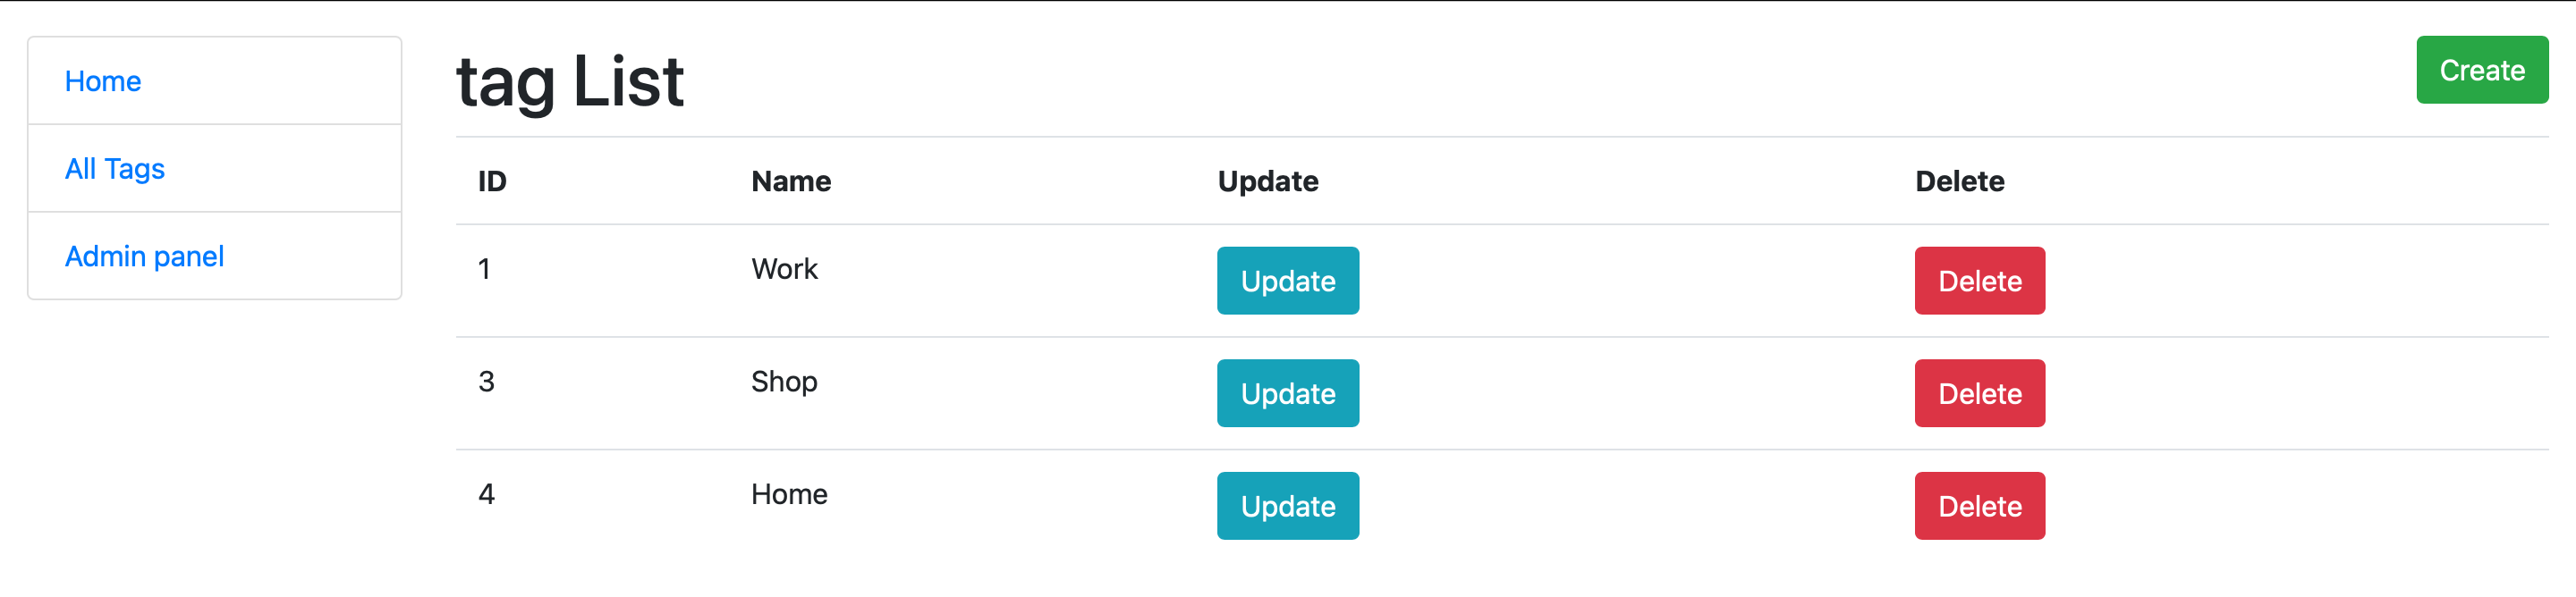 Home
All Tags
Admin panel
tag List
Create
ID Name Update Delete
1 Work Update Delete
3 Shop Update Delete
4 Home Update Delete